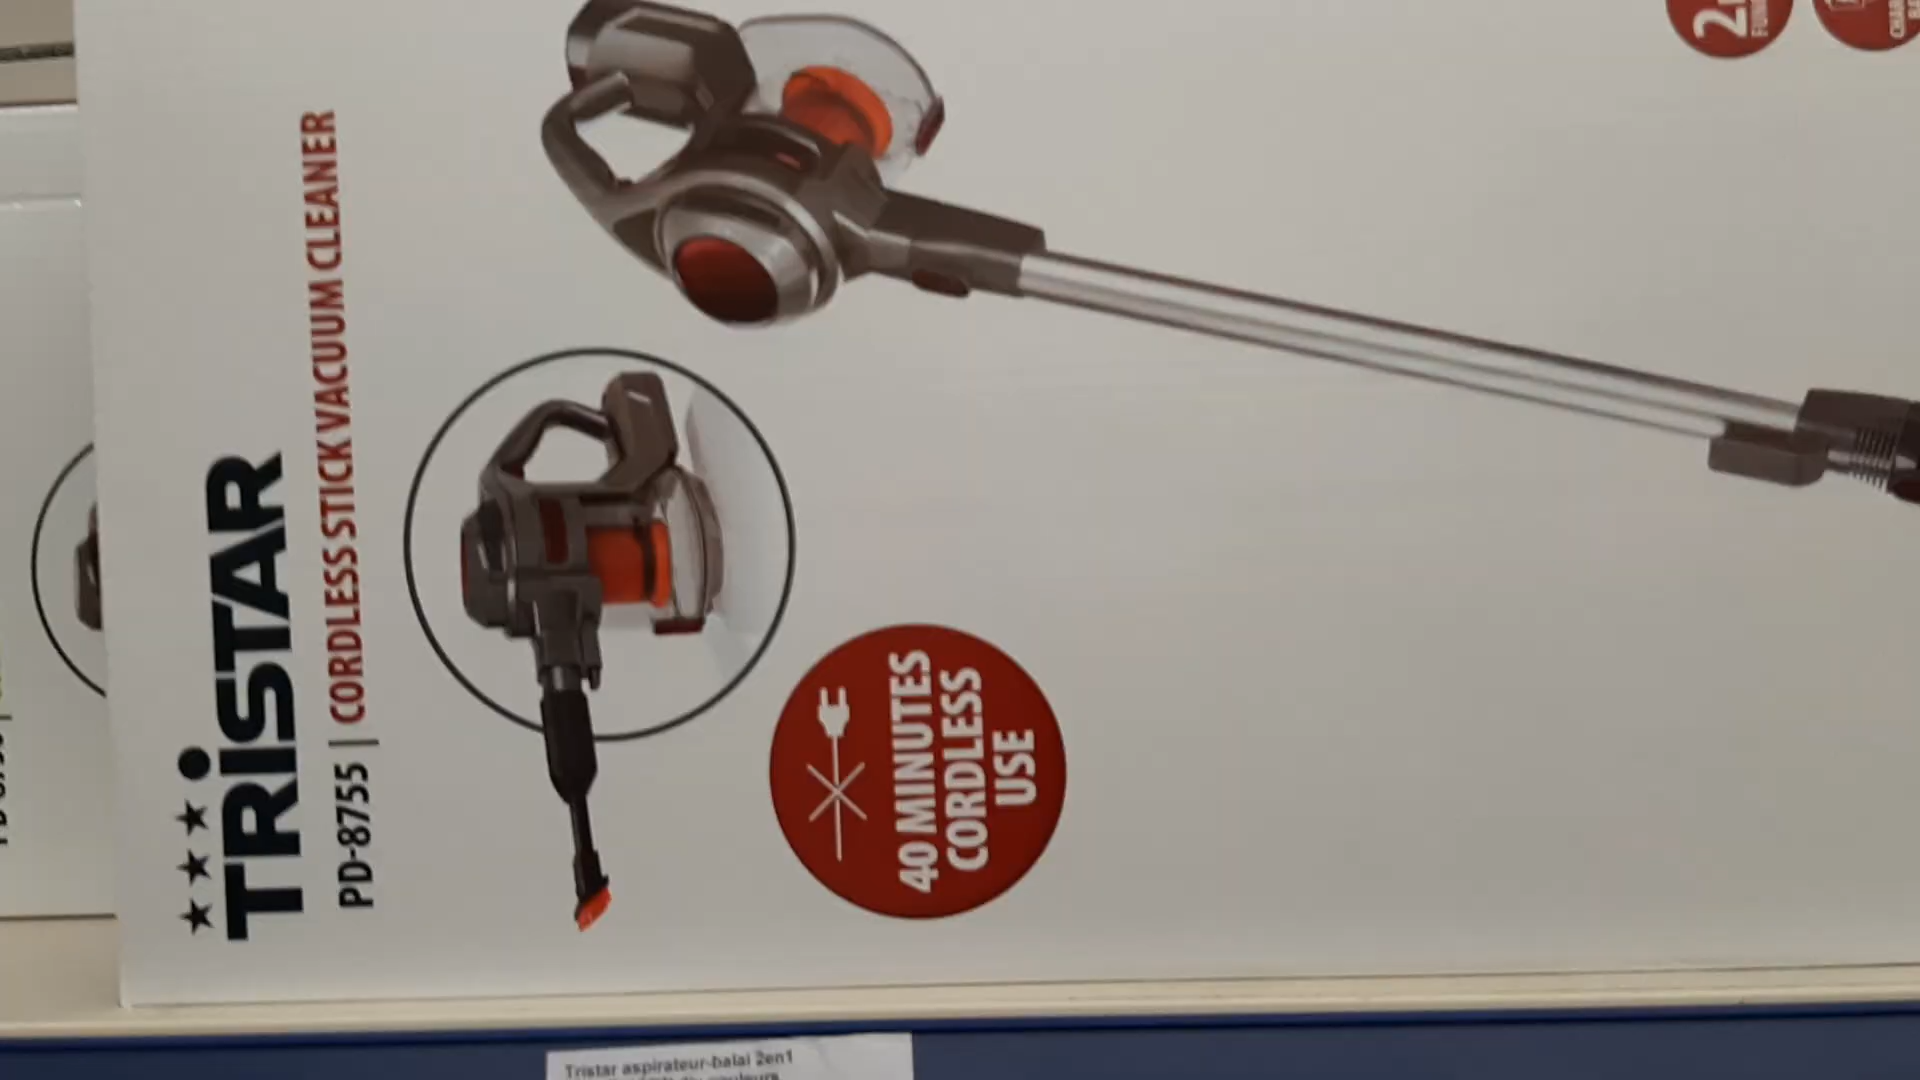 TRiSTAR
PD-8755 | CORDLESS STICK VACUUM CLEANER
40 MINUTES
CORDLESS
USE
Tristar aspirateur-balai 2en1